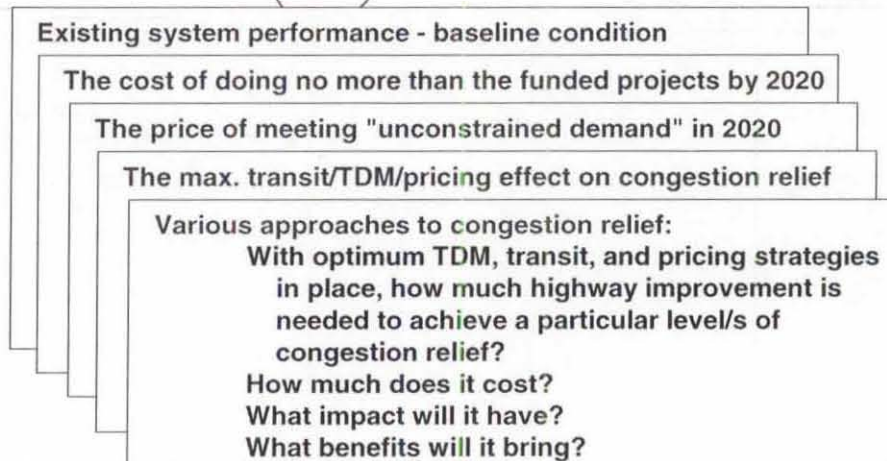 Existing system performance - baseline condition
The cost of doing no more than the funded projects by 2020
The price of meeting "unconstrained demand" in 2020
The max. transit/TDM/pricing effect on congestion relief
Various approaches to congestion relief:
With optimum TDM, transit, and pricing strategies
in place, how much highway improvement is
needed to achieve a particular level/s of
congestion relief?
How much does it cost?
What impact will it have?
What benefits will it bring?